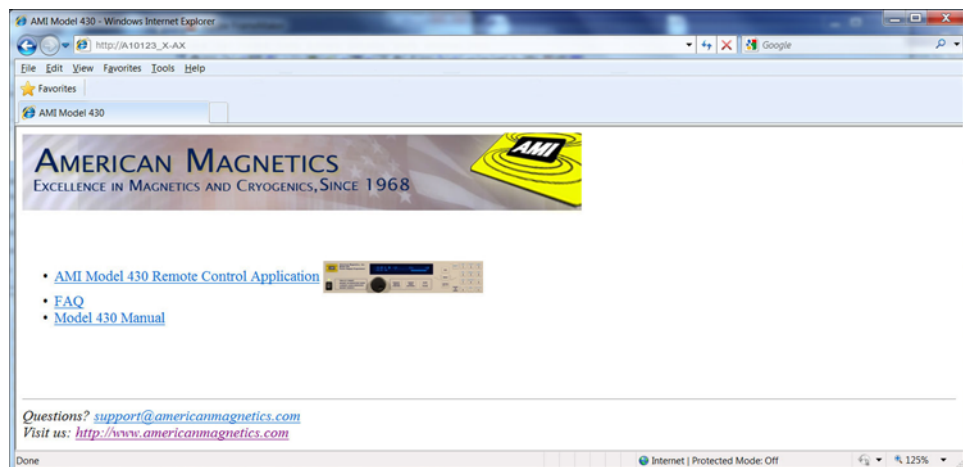 AMI Model 430 - Windows Internet Explorer
http://A10123_X-AX
Google
File Edit View Favorites Tools Help
Favorites
AMI Model 430
AMERICAN MAGNETICS
EXCELLENCE IN MAGNETICS AND CRYOGENICS, SINCE 1968
AMI
• AMI Model 430 Remote Control Application
• FAQ
• Model 430 Manual
Questions? support@americanmagnetics.com
Visit us: http://www.americanmagnetics.com
Done
Internet | Protected Mode: Off
125%